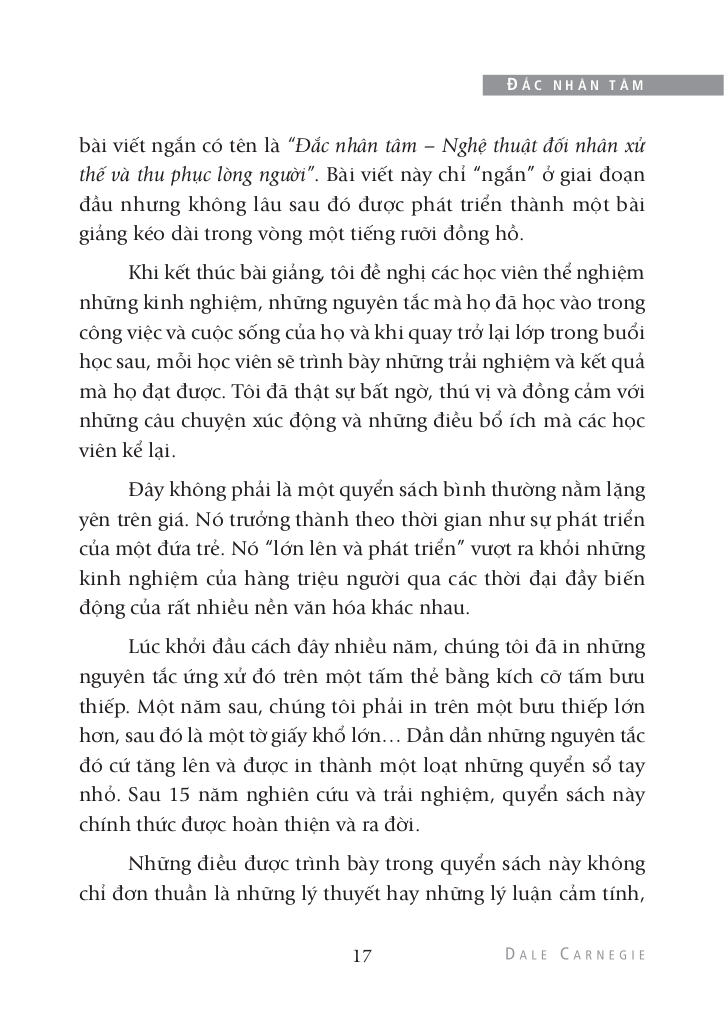 ĐẮC NHÂN TÂM
bài viết ngắn có tên là “Đắc nhân tâm – Nghệ thuật đối nhân xử
thế và thu phục lòng người”. Bài viết này chỉ “ngắn” ở giai đoạn
đầu nhưng không lâu sau đó được phát triển thành một bài
giảng kéo dài trong vòng một tiếng rưỡi đồng hồ.
Khi kết thúc bài giảng, tôi đề nghị các học viên thể nghiệm
những kinh nghiệm, những nguyên tắc mà họ đã học vào trong
công việc và cuộc sống của họ và khi quay trở lại lớp trong buổi
học sau, mỗi học viên sẽ trình bày những trải nghiệm và kết quả
mà họ đạt được. Tôi đã thật sự bất ngờ, thú vị và đồng cảm với
những câu chuyện xúc động và những điều bổ ích mà các học
viên kể lại.
Đây không phải là một quyển sách bình thường nằm lặng
yên trên giá. Nó trưởng thành theo thời gian như sự phát triển
của một đứa trẻ. Nó “lớn lên và phát triển” vượt ra khỏi những
kinh nghiệm của hàng triệu người qua các thời đại đầy biến
động của rất nhiều nền văn hóa khác nhau.
Lúc khởi đầu cách đây nhiều năm, chúng tôi đã in những
nguyên tắc ứng xử đó trên một tấm thẻ bằng kích cỡ tấm bưu
thiếp. Một năm sau, chúng tôi phải in trên một bưu thiếp lớn
hơn, sau đó là một tờ giấy khổ lớn… Dần dần những nguyên tắc
đó cứ tăng lên và được in thành một loạt những quyển sổ tay
nhỏ. Sau 15 năm nghiên cứu và trải nghiệm, quyển sách này
chính thức được hoàn thiện và ra đời.
Những điều được trình bày trong quyển sách này không
chỉ đơn thuần là những lý thuyết hay những lý luận cảm tính,
17
DALE CARNEGIE